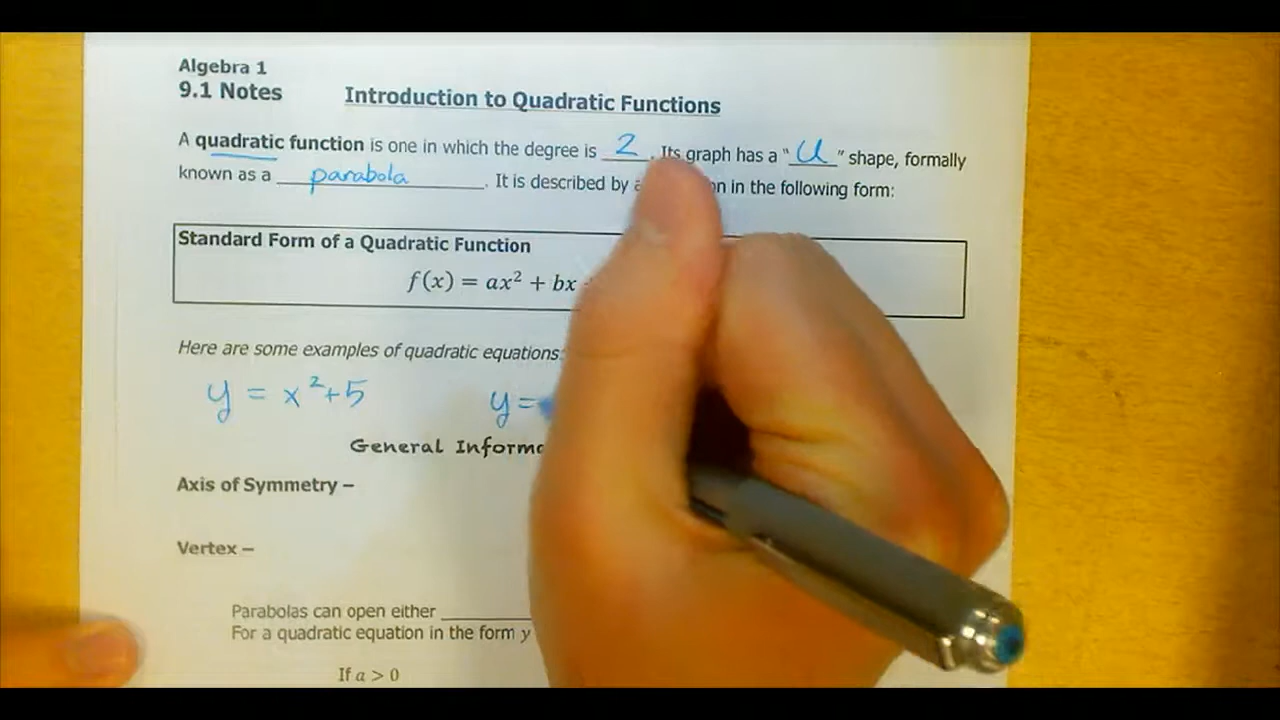 Algebra 1
9.1 Notes Introduction to Quadratic Functions
A quadratic function is one in which the degree is 2. Its graph has a "U" shape, formally
known as a parabola. It is described by in the following form:
Standard Form of a Quadratic Function
f(x) = ax² + bx
Here are some examples of quadratic equations:
y = x² + 5 y =
General
Axis of Symmetry –
Vertex –
Parabolas can open either
For a quadratic equation in the form y
If a > 0